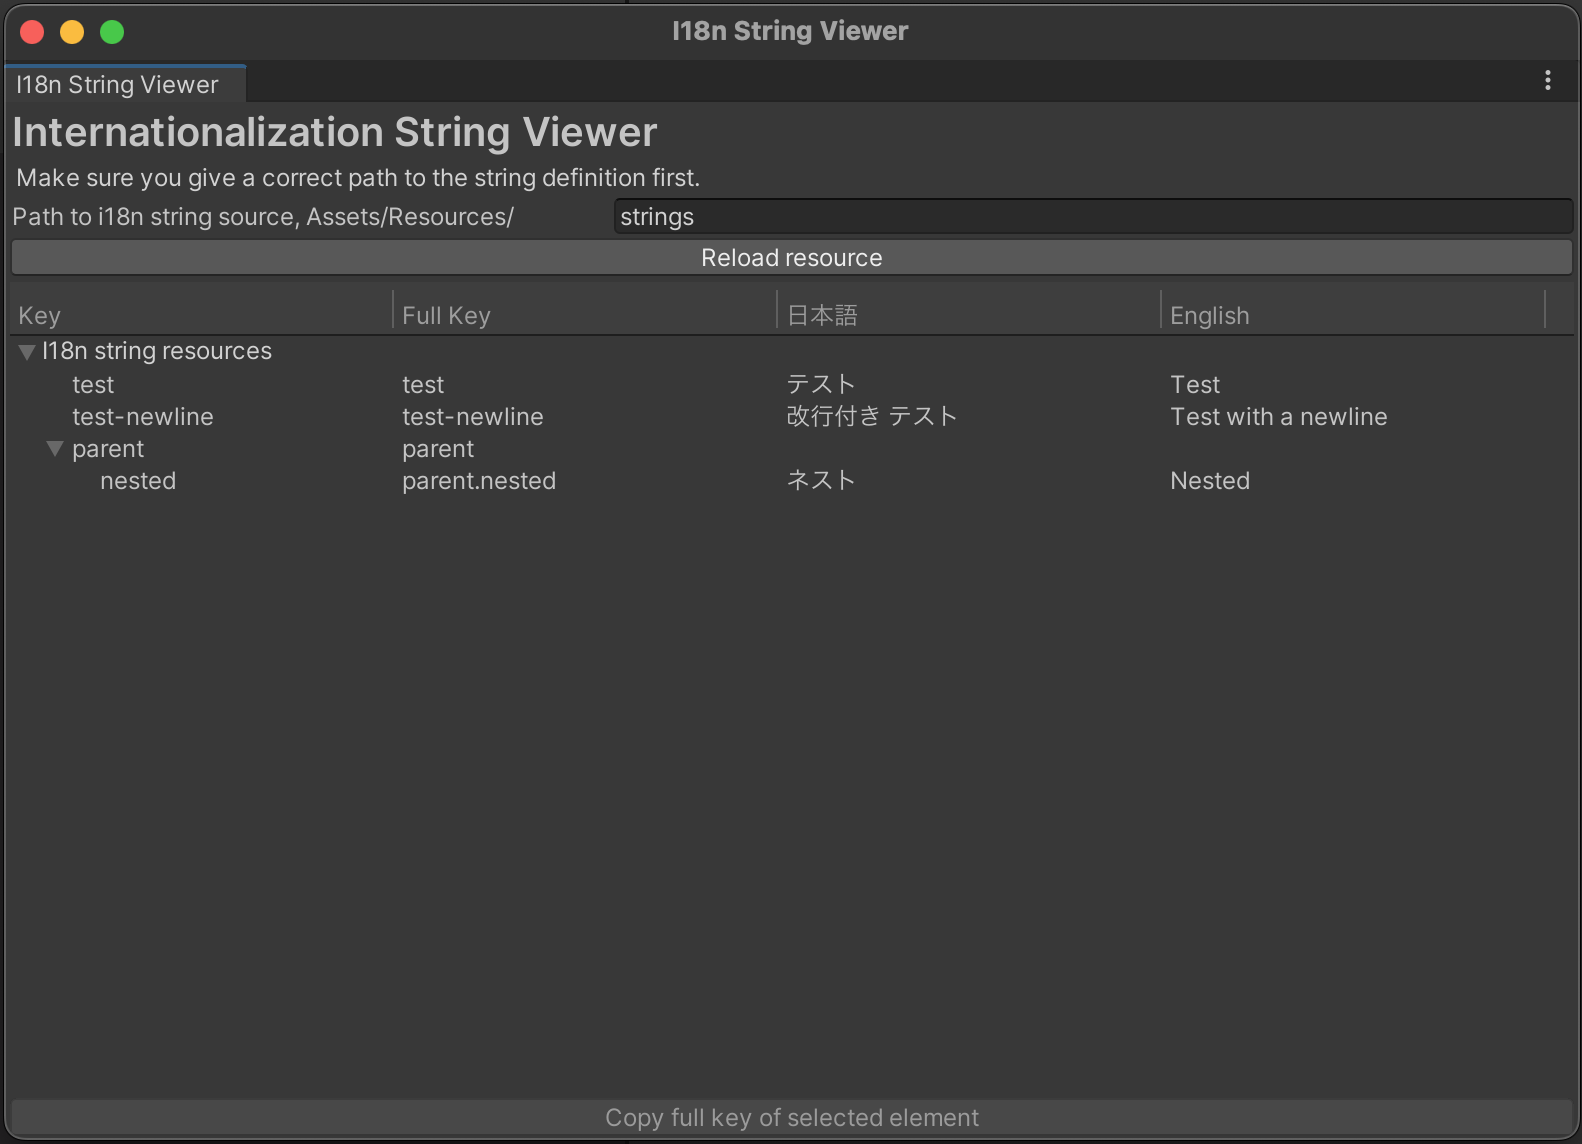 I18n String Viewer
I18n String Viewer
Internationalization String Viewer
Make sure you give a correct path to the string definition first.
Path to i18n string source, Assets/Resources/ strings
Reload resource
Key Full Key 日本語 English
I18n string resources
test test テスト Test
test-newline test-newline 改行付き テスト Test with a newline
parent parent
nested parent.nested ネスト Nested
Copy full key of selected element